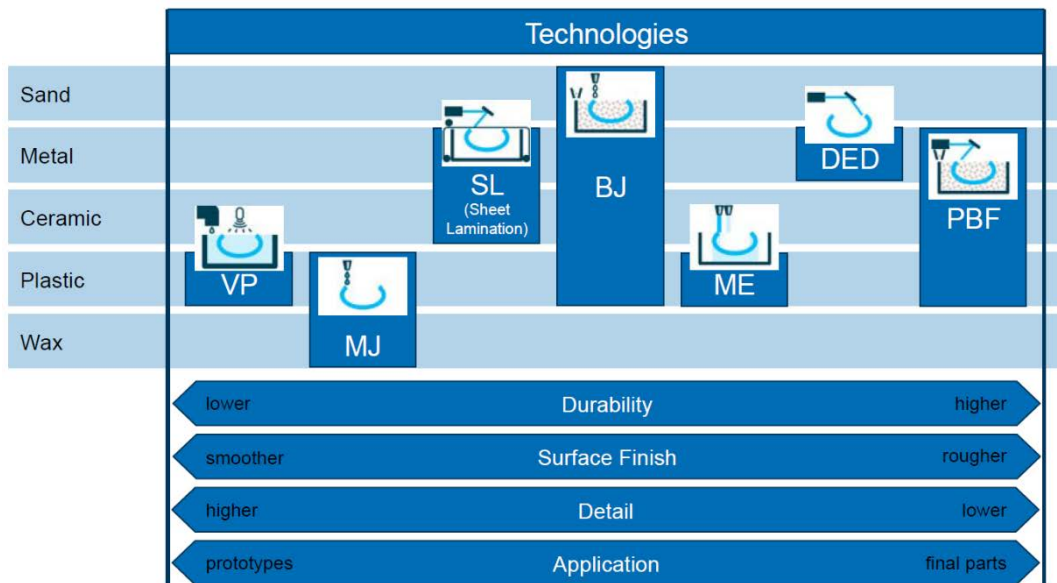 Technologies
Sand
Metal
Ceramic
Plastic
Wax
VP
MJ
SL
(Sheet
Lamination)
BJ
ME
DED
PBF
lower Durability higher
smoother Surface Finish rougher
higher Detail lower
prototypes Application final parts